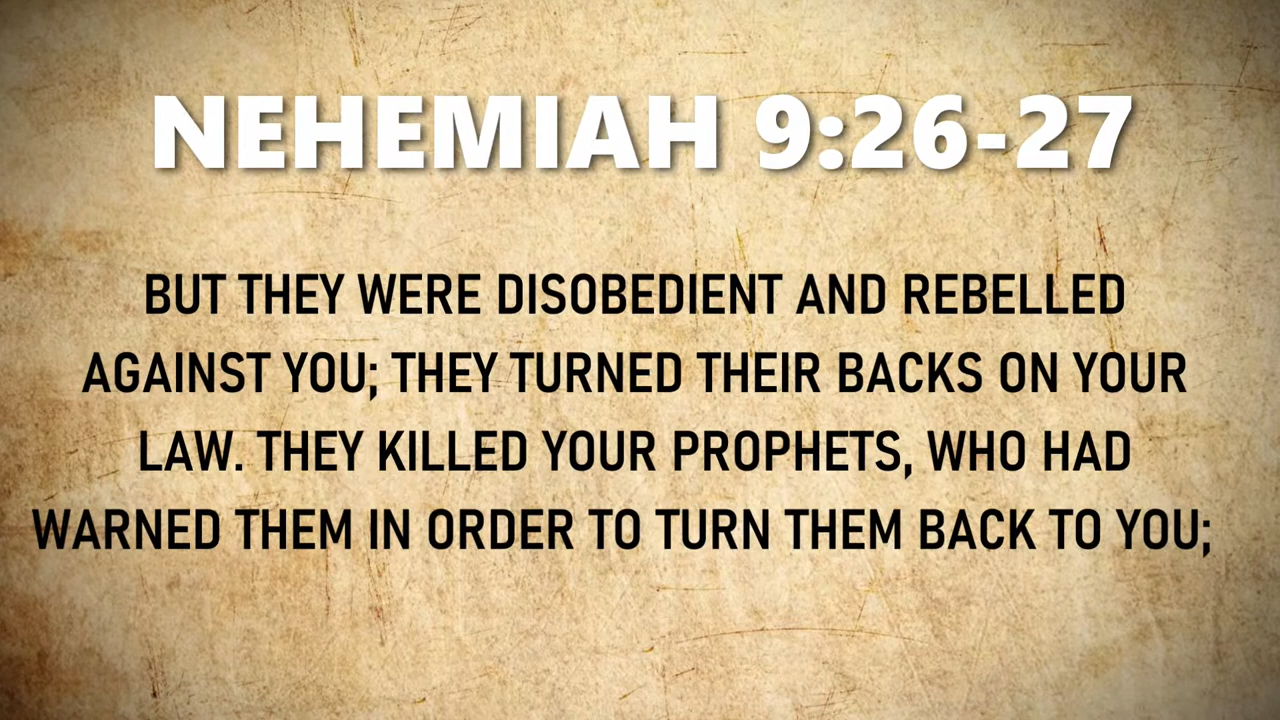 NEHEMIAH 9:26-27
BUT THEY WERE DISOBEDIENT AND REBELLED
AGAINST YOU; THEY TURNED THEIR BACKS ON YOUR
LAW. THEY KILLED YOUR PROPHETS, WHO HAD
WARNED THEM IN ORDER TO TURN THEM BACK TO YOU;